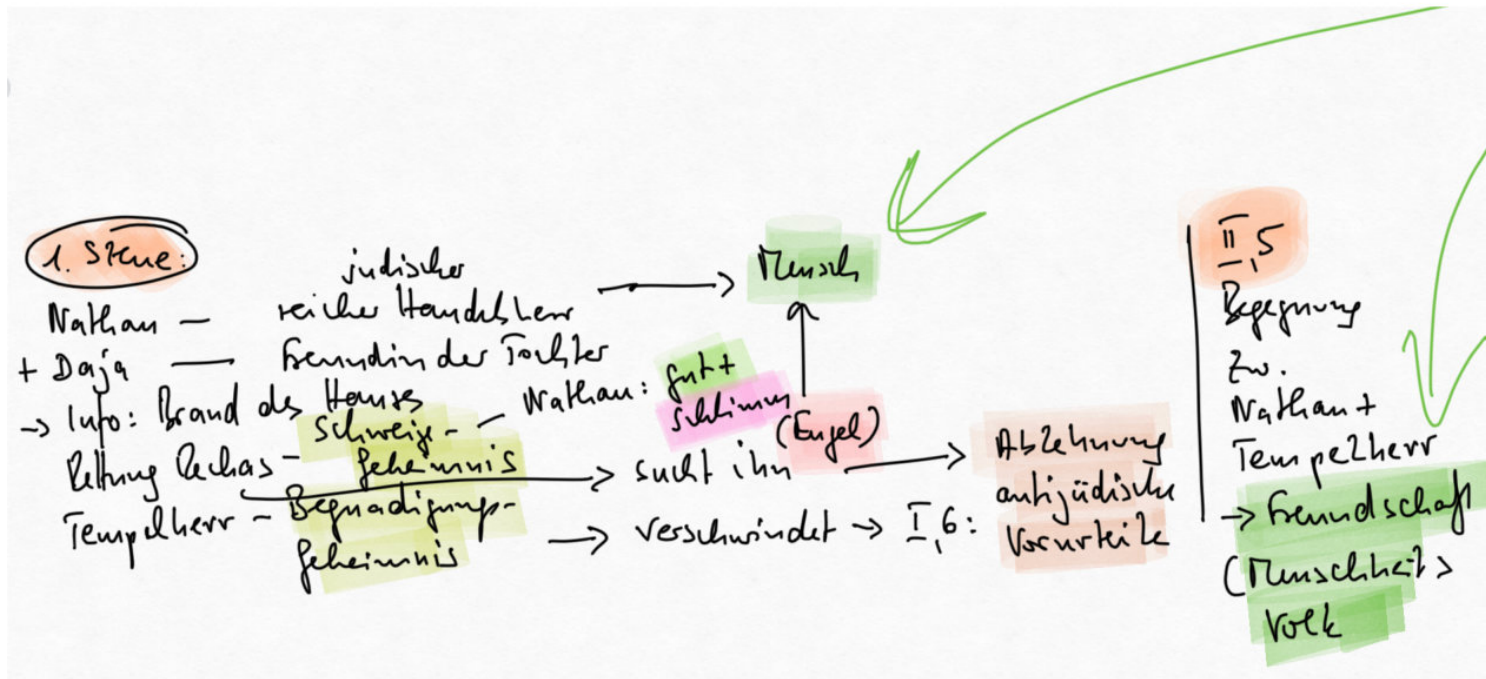 1. Szene:
jüdischer
Nathan — reicher Handelsherr → Mensch
+ Daja — Freundin der Tochter
→ Info: Brand des Hauses
Rettung Rechas - Schweige-geheimnis - Nathan: gut + schlimm
→ sucht ihn → Ablehnung
(Engel)
antijüdische
Vorurteile
Tempelherr - Begnadigungs-
geheimnis
→ verschwindet → I,6:
II,5
Begegnung
zw.
Nathan +
Tempelherr
→ Freundschaft
(Menschheit >
Volk